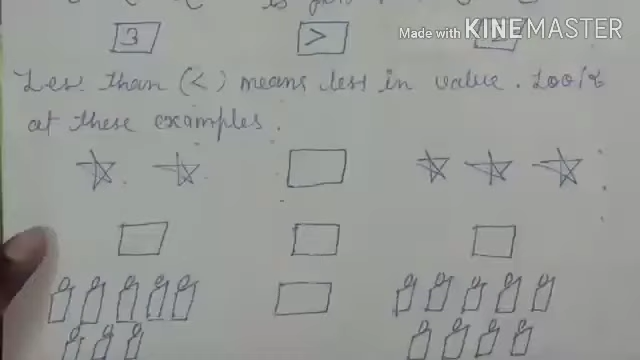 Made with KINEMASTER
3 >
Less than (<) means less in value. Look
at these examples.